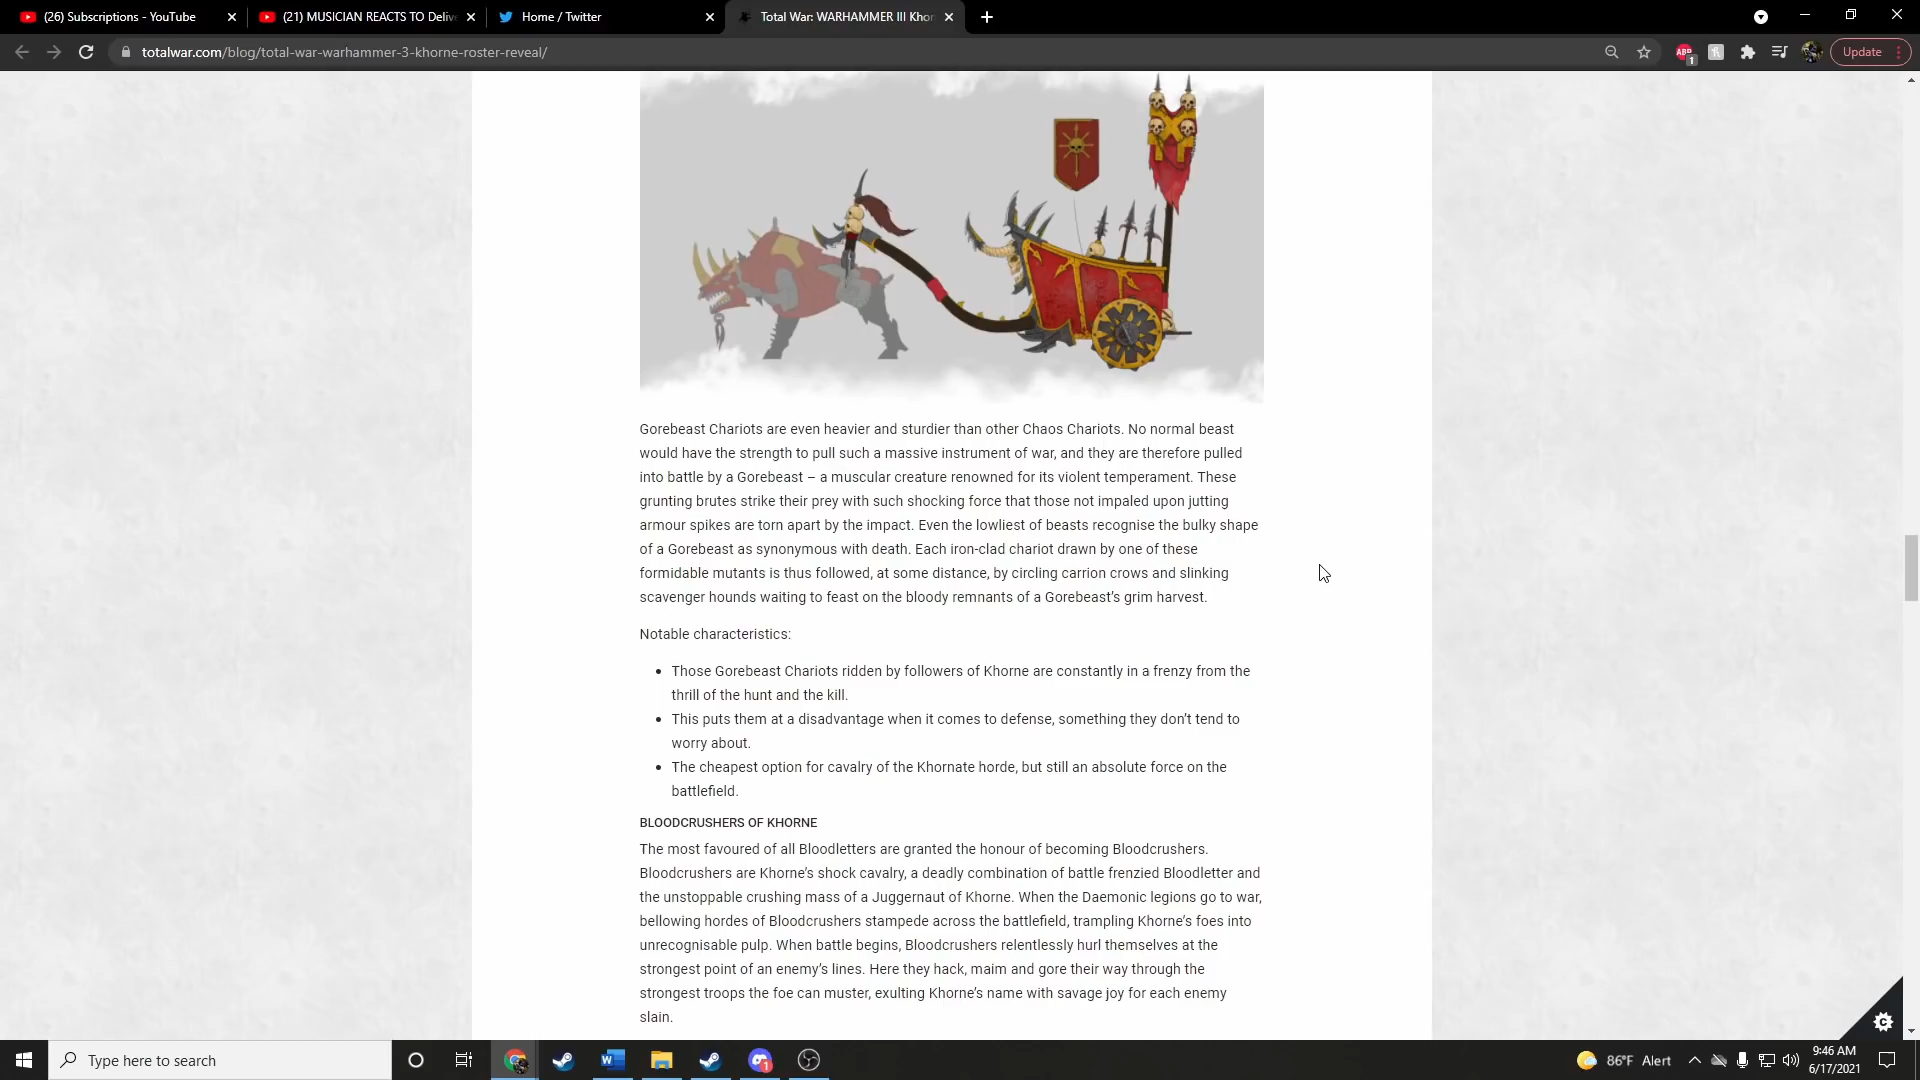 (26) Subscriptions - YouTube
(21) MUSICIAN REACTS TO Deliv
Home / Twitter
Total War: WARHAMMER III Khor
totalwar.com/blog/total-war-warhammer-3-khorne-roster-reveal/
ABP
1
Update
Gorebeast Chariots are even heavier and sturdier than other Chaos Chariots. No normal beast
would have the strength to pull such a massive instrument of war, and they are therefore pulled
into battle by a Gorebeast – a muscular creature renowned for its violent temperament. These
grunting brutes strike their prey with such shocking force that those not impaled upon jutting
armour spikes are torn apart by the impact. Even the lowliest of beasts recognise the bulky shape
of a Gorebeast as synonymous with death. Each iron-clad chariot drawn by one of these
formidable mutants is thus followed, at some distance, by circling carrion crows and slinking
scavenger hounds waiting to feast on the bloody remnants of a Gorebeast’s grim harvest.
Notable characteristics:
• Those Gorebeast Chariots ridden by followers of Khorne are constantly in a frenzy from the
thrill of the hunt and the kill.
• This puts them at a disadvantage when it comes to defense, something they don’t tend to
worry about.
• The cheapest option for cavalry of the Khornate horde, but still an absolute force on the
battlefield.
BLOODCRUSHERS OF KHORNE
The most favoured of all Bloodletters are granted the honour of becoming Bloodcrushers.
Bloodcrushers are Khorne’s shock cavalry, a deadly combination of battle frenzied Bloodletter and
the unstoppable crushing mass of a Juggernaut of Khorne. When the Daemonic legions go to war,
bellowing hordes of Bloodcrushers stampede across the battlefield, trampling Khorne’s foes into
unrecognisable pulp. When battle begins, Bloodcrushers relentlessly hurl themselves at the
strongest point of an enemy’s lines. Here they hack, maim and gore their way through the
strongest troops the foe can muster, exulting Khorne’s name with savage joy for each enemy
slain.
Type here to search
1
86°F Alert
9:46 AM
6/17/2021